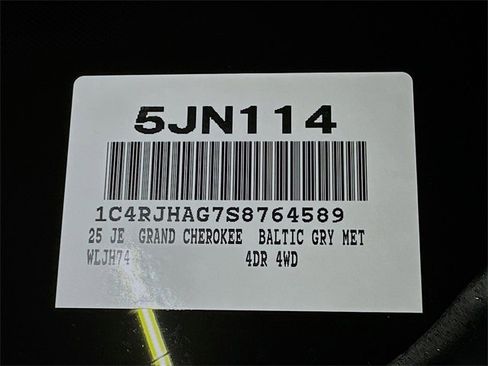 5JN114
1C4RJHAG7S8764589
25 JE GRAND CHEROKEE BALTIC GRY MET
WLJH74 4DR 4WD